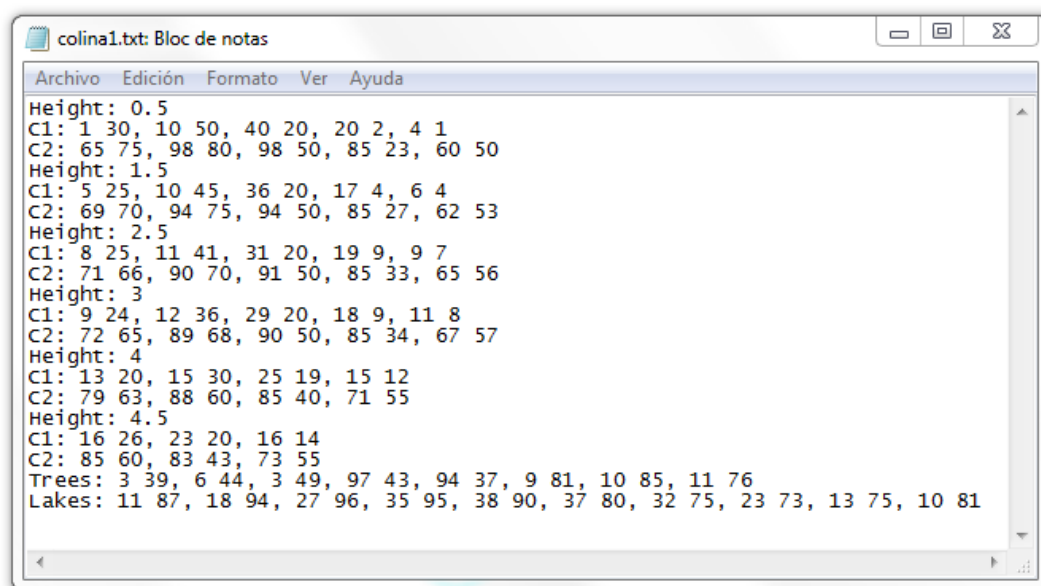 colina1.txt: Bloc de notas
Archivo Edición Formato Ver Ayuda
Height: 0.5
C1: 1 30, 10 50, 40 20, 20 2, 4 1
C2: 65 75, 98 80, 98 50, 85 23, 60 50
Height: 1.5
C1: 5 25, 10 45, 36 20, 17 4, 6 4
C2: 69 70, 94 75, 94 50, 85 27, 62 53
Height: 2.5
C1: 8 25, 11 41, 31 20, 19 9, 9 7
C2: 71 66, 90 70, 91 50, 85 33, 65 56
Height: 3
C1: 9 24, 12 36, 29 20, 18 9, 11 8
C2: 72 65, 89 68, 90 50, 85 34, 67 57
Height: 4
C1: 13 20, 15 30, 25 19, 15 12
C2: 79 63, 88 60, 85 40, 71 55
Height: 4.5
C1: 16 26, 23 20, 16 14
C2: 85 60, 83 43, 73 55
Trees: 3 39, 6 44, 3 49, 97 43, 94 37, 9 81, 10 85, 11 76
Lakes: 11 87, 18 94, 27 96, 35 95, 38 90, 37 80, 32 75, 23 73, 13 75, 10 81